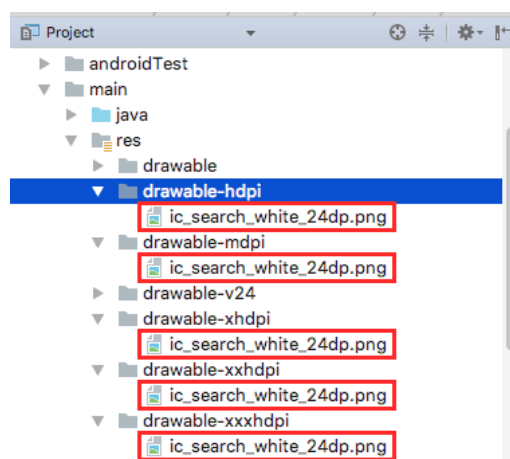 Project
androidTest
main
java
res
drawable
drawable-hdpi
ic_search_white_24dp.png
drawable-mdpi
ic_search_white_24dp.png
drawable-v24
drawable-xhdpi
ic_search_white_24dp.png
drawable-xxhdpi
ic_search_white_24dp.png
drawable-xxxhdpi
ic_search_white_24dp.png